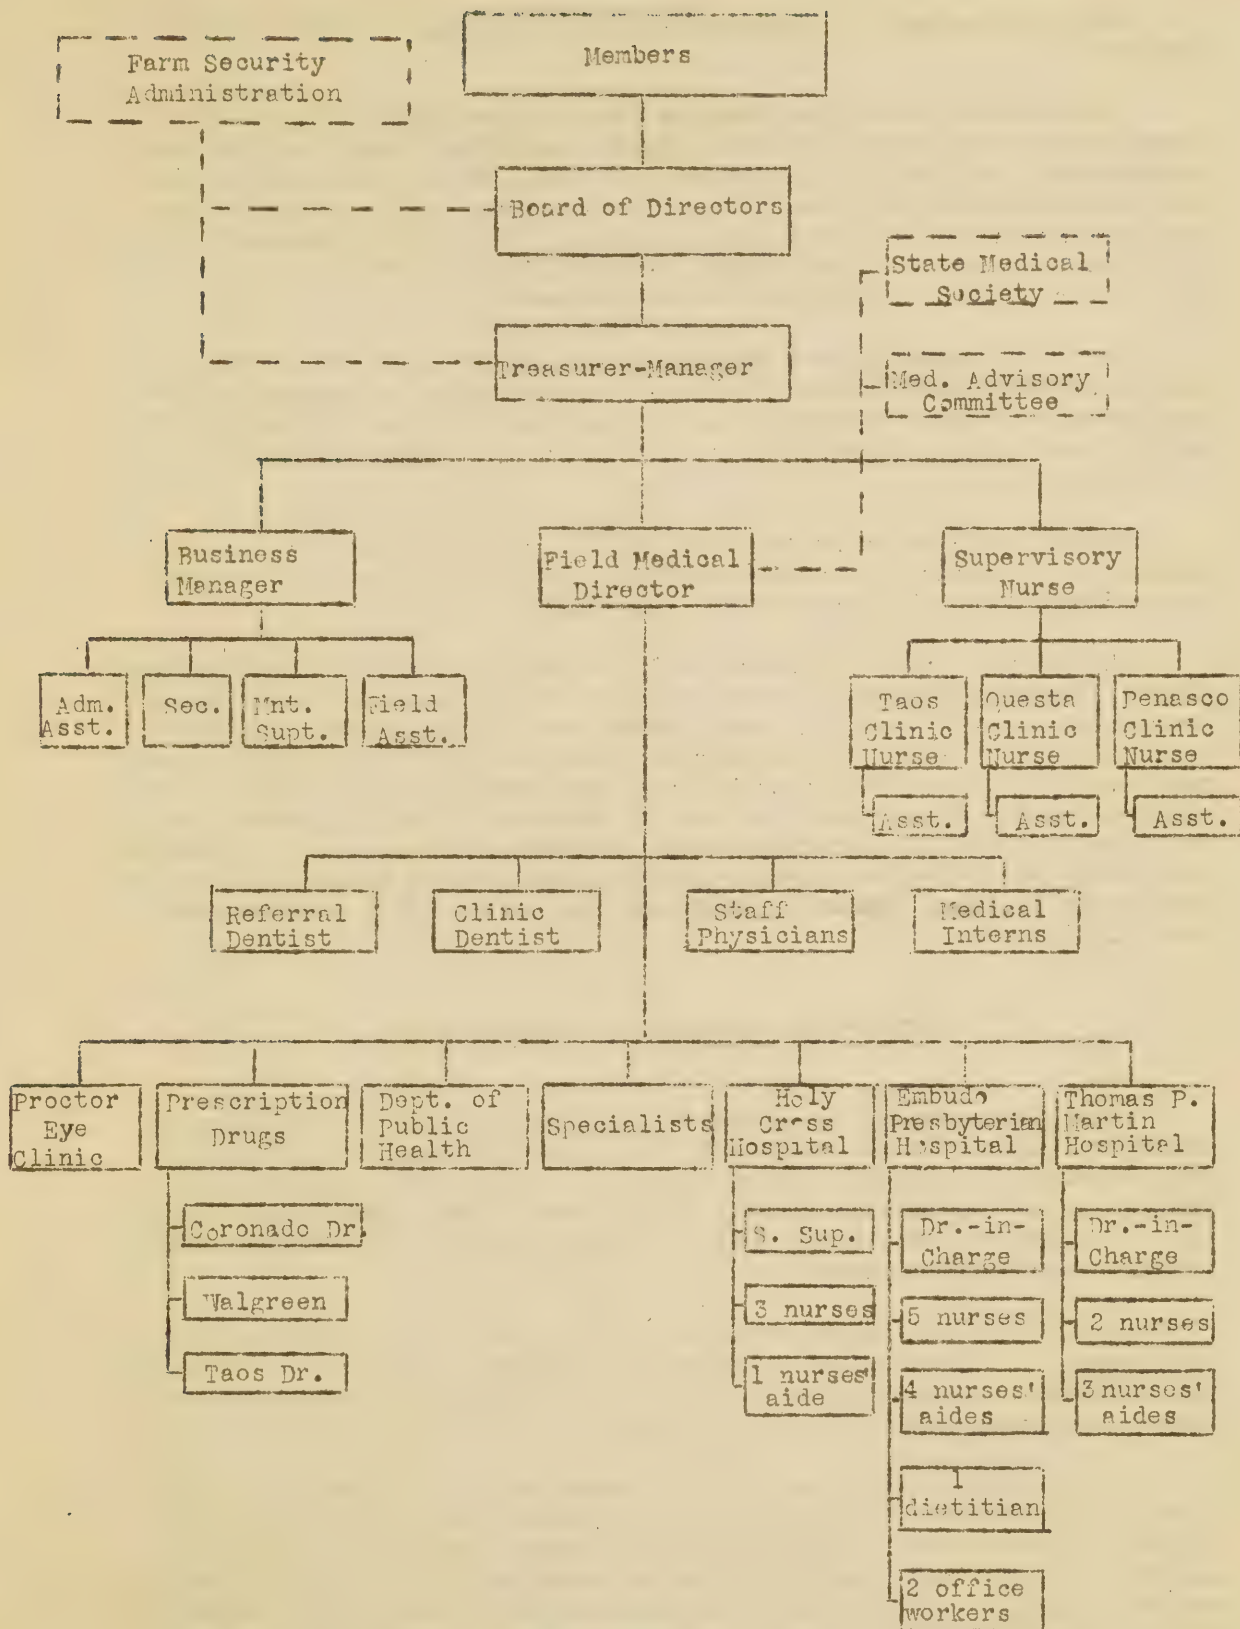 Farm Security
Administration
Members
Board of Directors
State Medical
Society
Treasurer-Manager
Med. Advisory
Committee
Business
Manager
Field Medical
Director
Supervisory
Nurse
Adm.
Asst.
Sec.
Mnt.
Supt.
Field
Asst.
Taos
Clinic
Nurse
Questa
Clinic
Nurse
Penasco
Clinic
Nurse
Asst.
Asst.
Asst.
Referral
Dentist
Clinic
Dentist
Staff
Physicians
Medical
Interns
Proctor
Eye
Clinic
Prescription
Drugs
Dept. of
Public
Health
Specialists
Holy
Cross
Hospital
Embudo
Presbyterian
Hospital
Thomas P.
Martin
Hospital
Coronado Dr.
Walgreen
Taos Dr.
S. Sup.
3 nurses
1 nurses'
aide
Dr.-in-
Charge
5 nurses
4 nurses'
aides
1
dietitian
2 office
workers
Dr.-in-
Charge
2 nurses
3 nurses'
aides